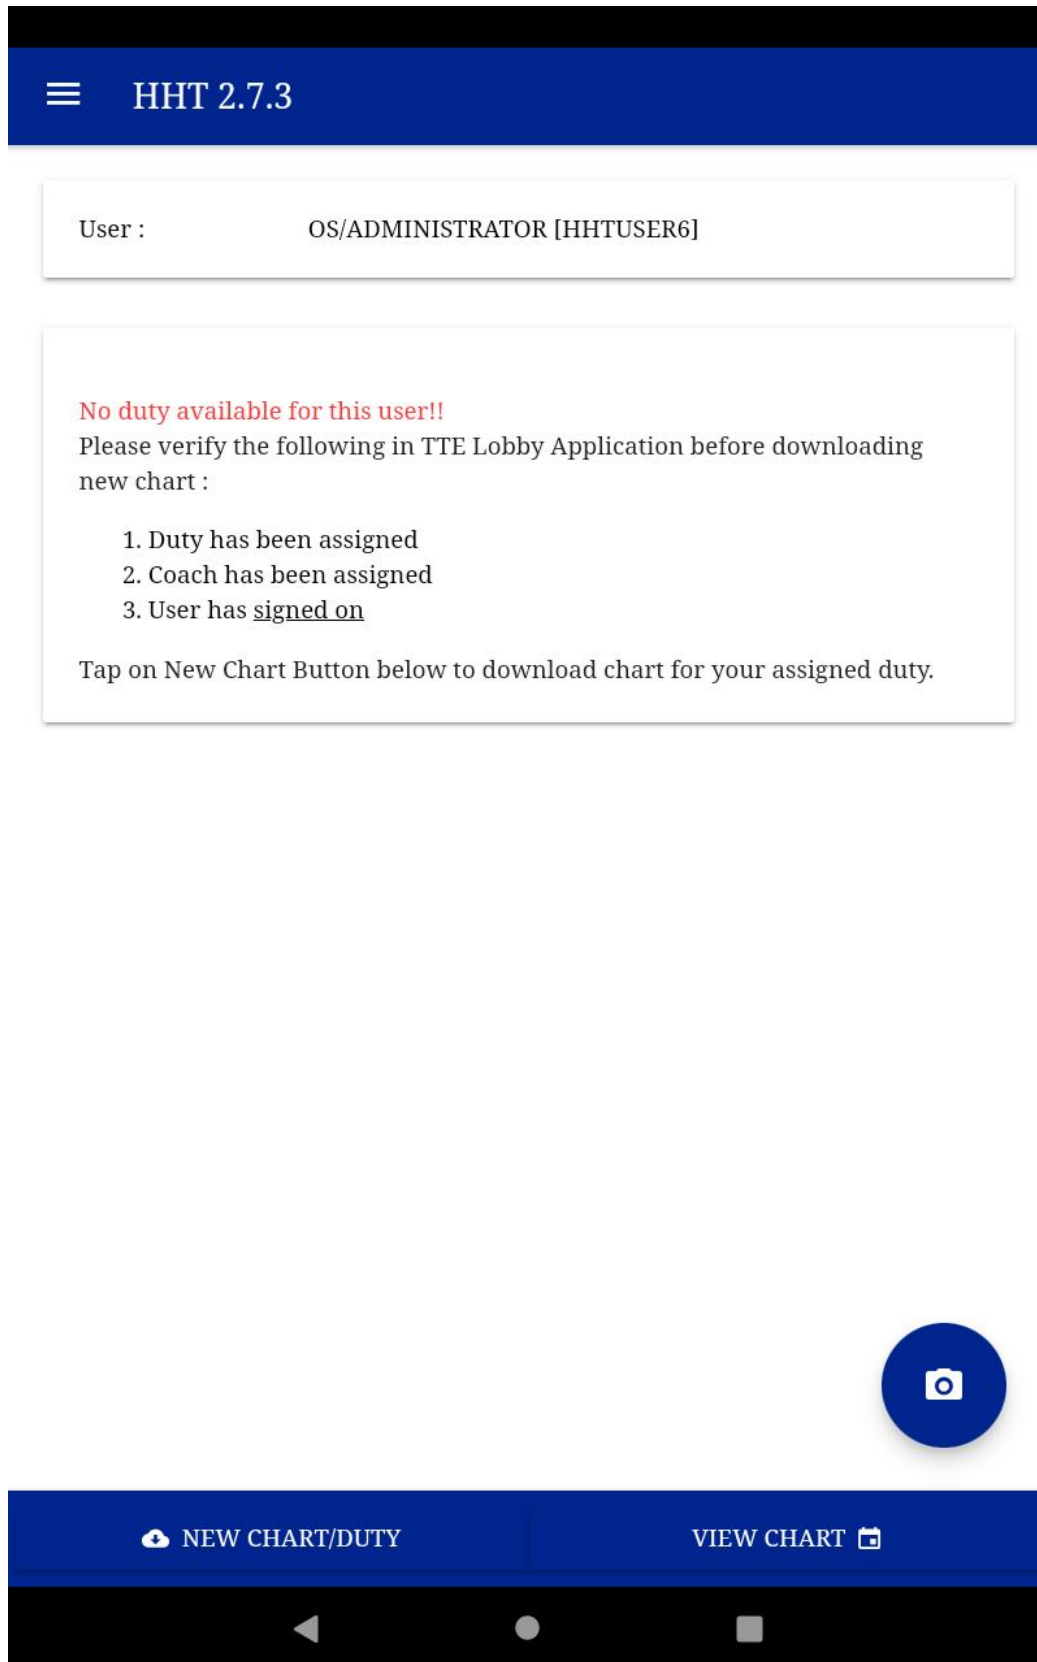 HHT 2.7.3
User : OS/ADMINISTRATOR [HHTUSER6]
No duty available for this user!!
Please verify the following in TTE Lobby Application before downloading
new chart :
1. Duty has been assigned
2. Coach has been assigned
3. User has signed on
Tap on New Chart Button below to download chart for your assigned duty.
NEW CHART/DUTY
VIEW CHART